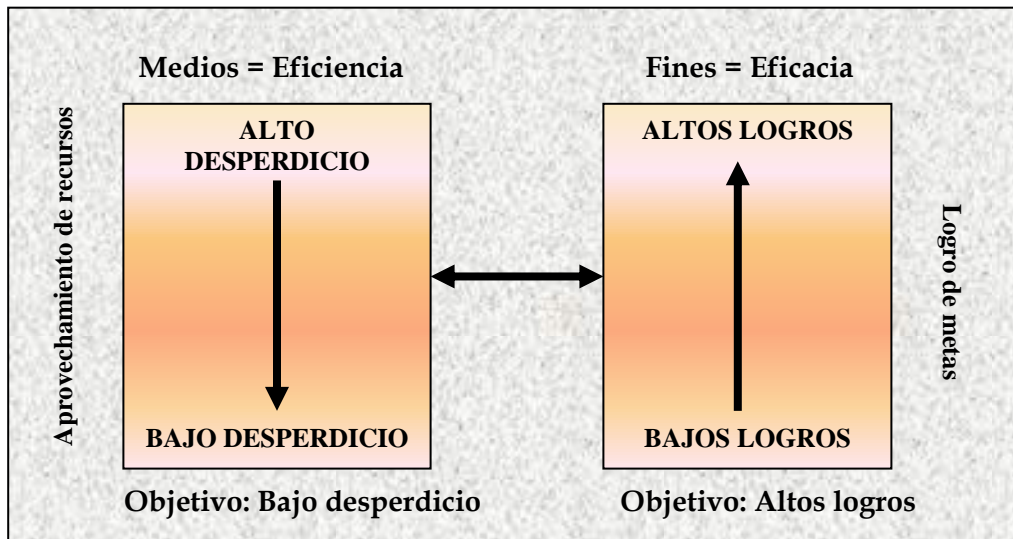 Medios = Eficiencia
Fines = Eficacia
Aprovechamiento de recursos
ALTO
DESPERDICIO
BAJO DESPERDICIO
ALTOS LOGROS
BAJOS LOGROS
Logro de metas
Objetivo: Bajo desperdicio
Objetivo: Altos logros